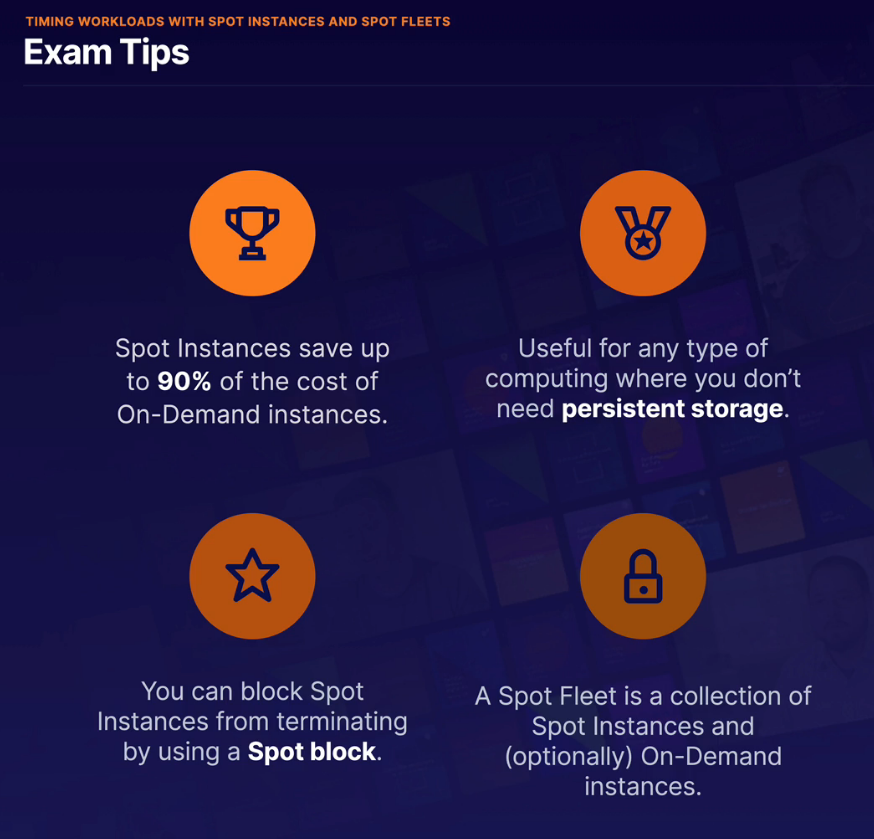 TIMING WORKLOADS WITH SPOT INSTANCES AND SPOT FLEETS
Exam Tips
Spot Instances save up
to 90% of the cost of
On-Demand instances.
Useful for any type of
computing where you don’t
need persistent storage.
You can block Spot
Instances from terminating
by using a Spot block.
A Spot Fleet is a collection of
Spot Instances and
(optionally) On-Demand
instances.